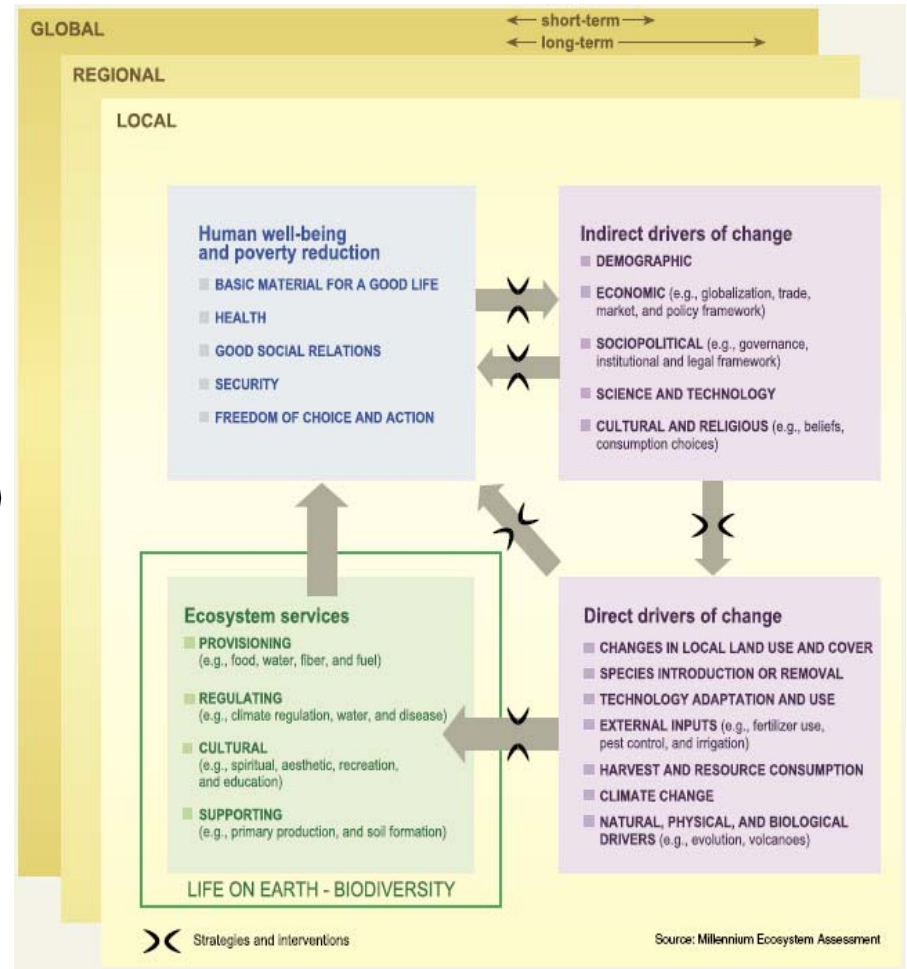 GLOBAL
short-term
long-term
REGIONAL
LOCAL
Human well-being
and poverty reduction
BASIC MATERIAL FOR A GOOD LIFE
HEALTH
GOOD SOCIAL RELATIONS
SECURITY
FREEDOM OF CHOICE AND ACTION
Indirect drivers of change
DEMOGRAPHIC
ECONOMIC (e.g., globalization, trade,
market, and policy framework)
SOCIOPOLITICAL (e.g., governance,
institutional and legal framework)
SCIENCE AND TECHNOLOGY
CULTURAL AND RELIGIOUS (e.g., beliefs,
consumption choices)
Ecosystem services
PROVISIONING
(e.g., food, water, fiber, and fuel)
REGULATING
(e.g., climate regulation, water, and disease)
CULTURAL
(e.g., spiritual, aesthetic, recreation,
and education)
SUPPORTING
(e.g., primary production, and soil formation)
LIFE ON EARTH - BIODIVERSITY
Direct drivers of change
CHANGES IN LOCAL LAND USE AND COVER
SPECIES INTRODUCTION OR REMOVAL
TECHNOLOGY ADAPTATION AND USE
EXTERNAL INPUTS (e.g., fertilizer use,
pest control, and irrigation)
HARVEST AND RESOURCE CONSUMPTION
CLIMATE CHANGE
NATURAL, PHYSICAL, AND BIOLOGICAL
DRIVERS (e.g., evolution, volcanoes)
Strategies and interventions
Source: Millennium Ecosystem Assessment